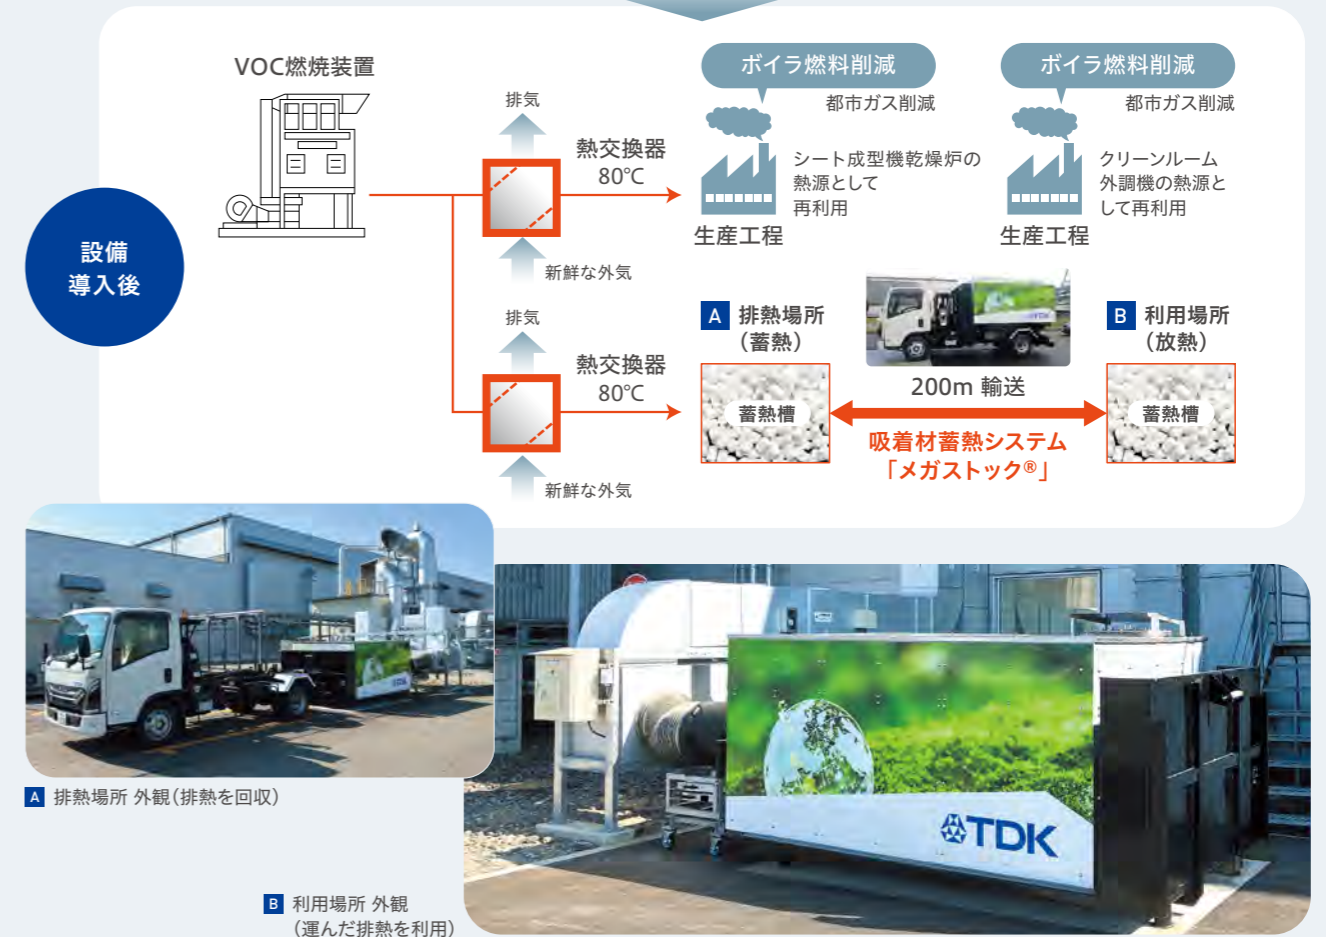 VOC燃焼装置
設備
導入後
排気
熱交換器
80℃
新鮮な外気
ボイラ燃料削減
都市ガス削減
シート成型機乾燥炉の
熱源として
再利用
生産工程
ボイラ燃料削減
都市ガス削減
クリーンルーム
外調機の熱源と
して再利用
生産工程
排気
熱交換器
80℃
新鮮な外気
A 排熱場所
（蓄熱）
蓄熱槽
TDK
200m 輸送
吸着材蓄熱システム
「メガストック®」
B 利用場所
（放熱）
蓄熱槽
TDK
A 排熱場所 外観（排熱を回収）
TDK
B 利用場所 外観
（運んだ排熱を利用）